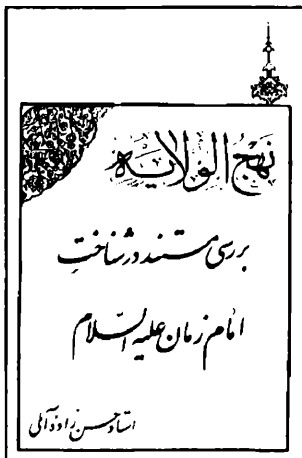 نهج الولایه
بررسی مستند در شناخت
امام زمان علیه السلام
استاد حسن زاده آملی